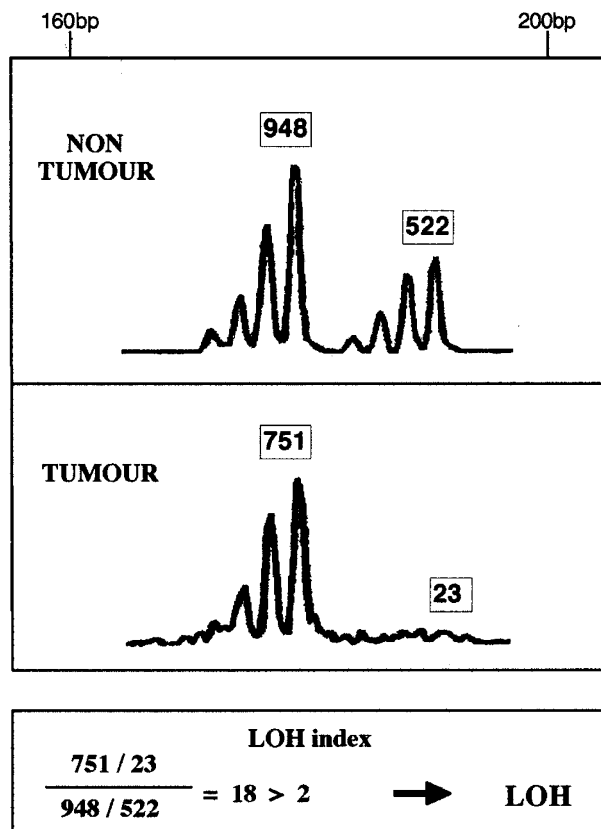 160bp 200bp
NON
TUMOUR
948
522
TUMOUR
751
23
LOH index
751 / 23
948 / 522
= 18 > 2
LOH